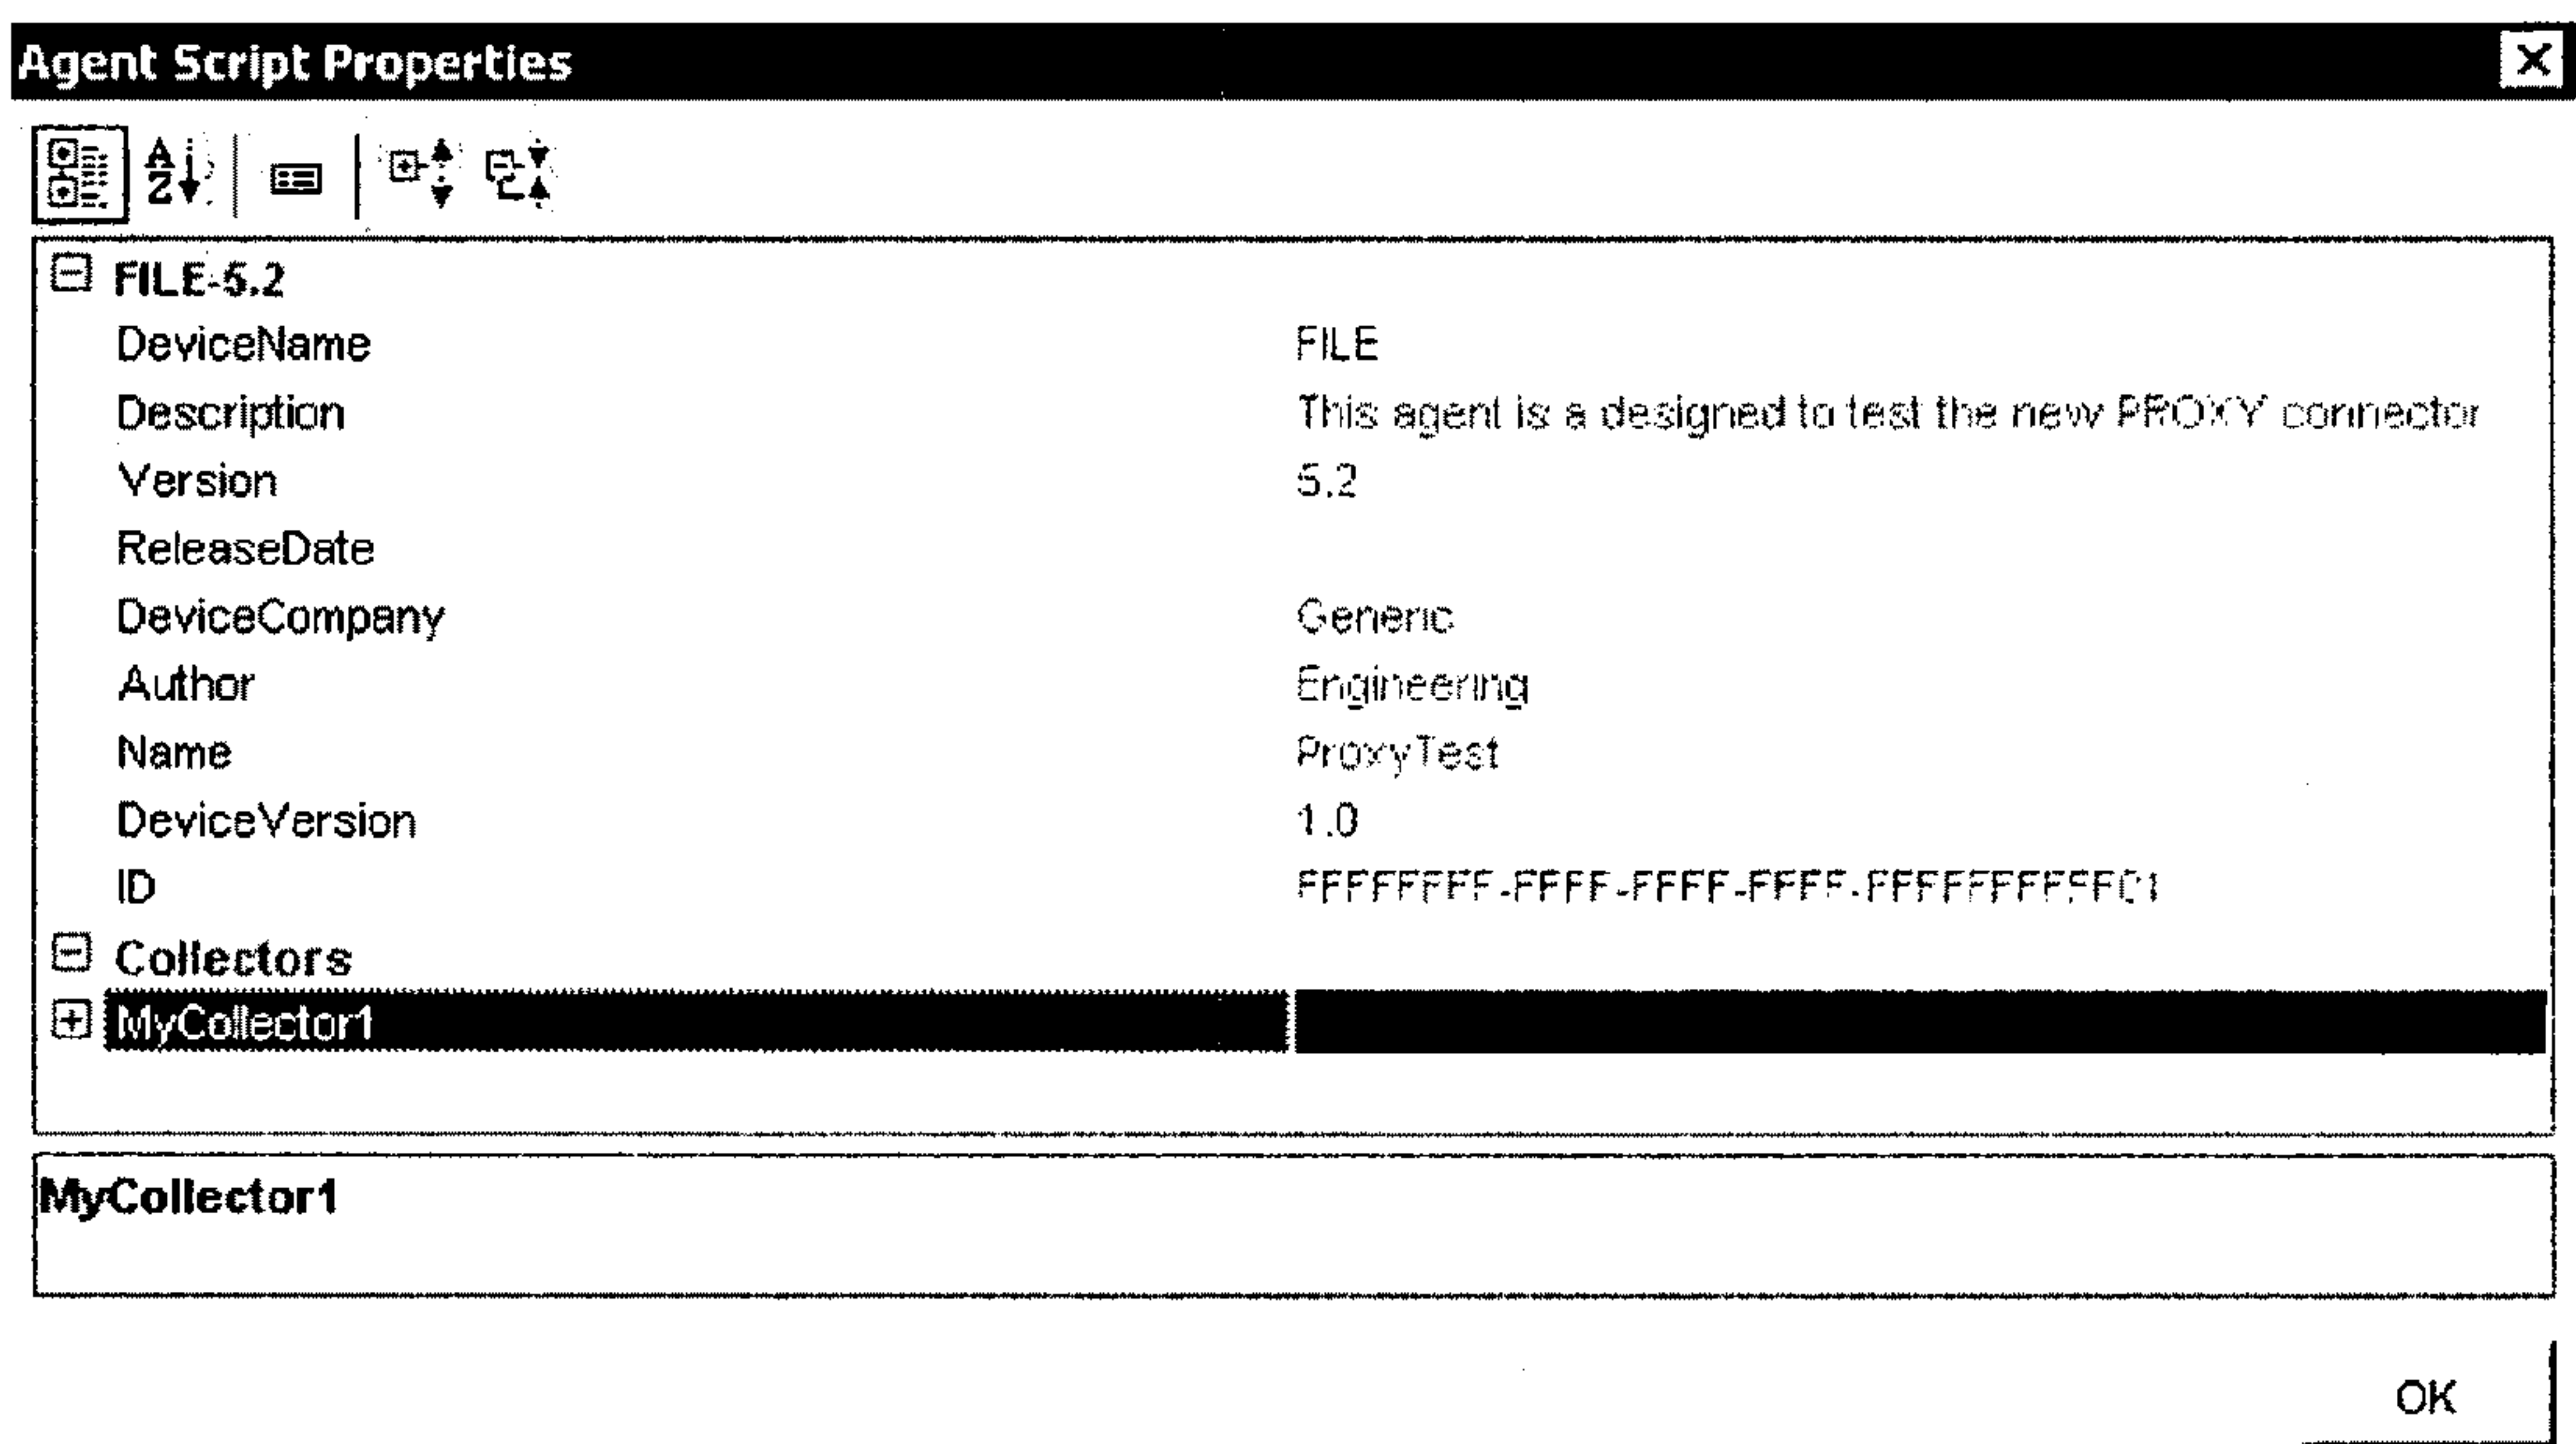 Agent Script Properties
FILE-5.2
DeviceName FILE
Description This agent is a designed to test the new PROXY connector
Version 5.2
ReleaseDate
DeviceCompany Generic
Author Engineering
Name ProxyTest
DeviceVersion 1.0
ID FFFFFFFF-FFFF-FFFF-FFFF-FFFFFFFFFF01
Collectors
MyCollector1
MyCollector1
OK